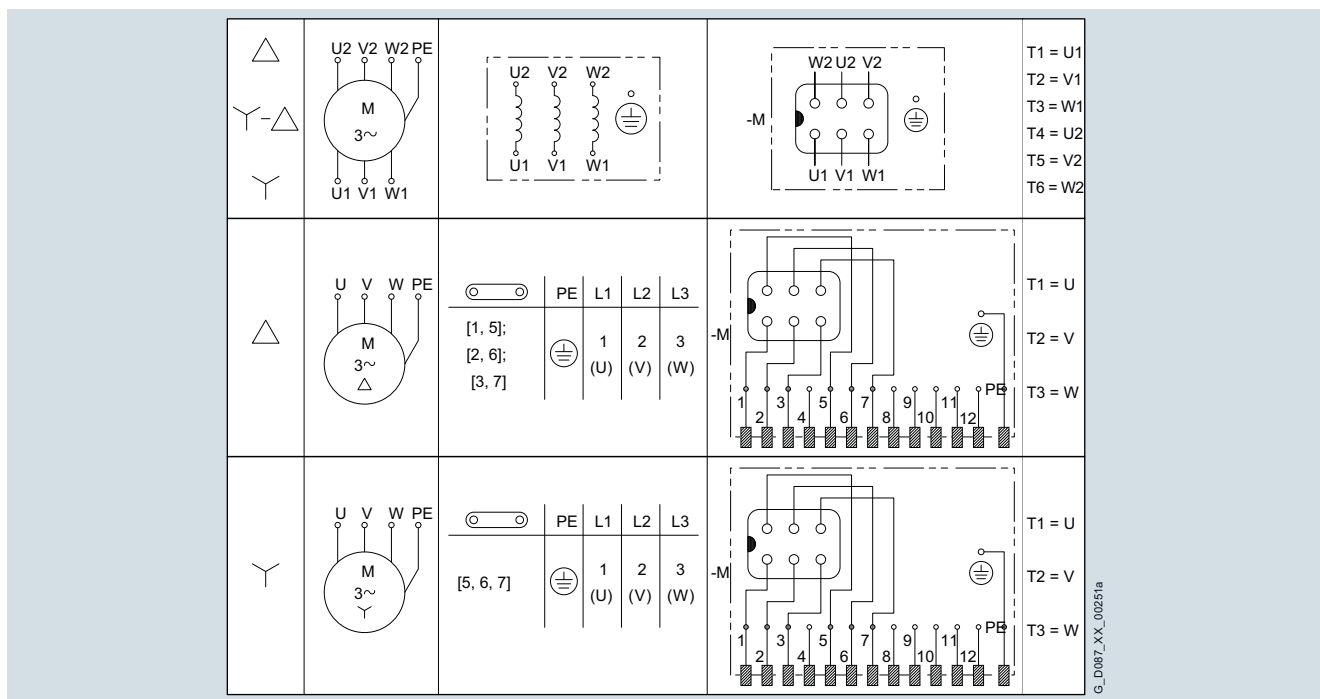 U2 V2 W2 PE
M
3~
U1 V1 W1
U2 V2 W2
U1 V1 W1
W2 U2 V2
-M
U1 V1 W1
T1 = U1
T2 = V1
T3 = W1
T4 = U2
T5 = V2
T6 = W2
U V W PE
M
3~
PE L1 L2 L3
[1, 5];
[2, 6];
[3, 7]
1 2 3
(U) (V) (W)
-M
PE
1 2 3 4 5 6 7 8 9 10 11 12
T1 = U
T2 = V
T3 = W
U V W PE
M
3~
PE L1 L2 L3
[5, 6, 7]
1 2 3
(U) (V) (W)
-M
PE
1 2 3 4 5 6 7 8 9 10 11 12
T1 = U
T2 = V
T3 = W
G_D087_XX_00251a